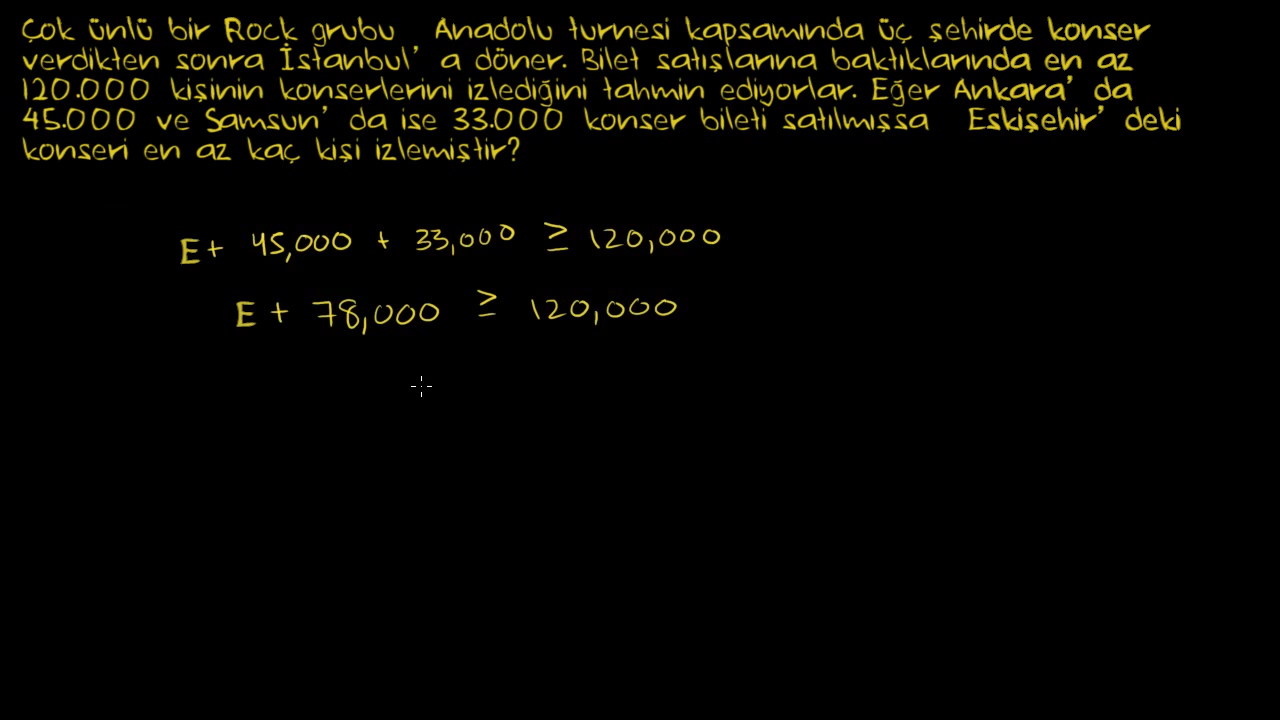 Çok ünlü bir Rock grubu Anadolu turnesi kapsamında üç şehirde konser
verdikten sonra İstanbul' a döner. Bilet satışlarına baktıklarında en az
120.000 kişinin konserlerini izlediğini tahmin ediyorlar. Eğer Ankara' da
45.000 ve Samsun' da ise 33.000 konser bileti satılmışsa Eskişehir' deki
konseri en az kaç kişi izlemiştir?
E + 45,000 + 33,000 ≥ 120,000
E + 78,000 ≥ 120,000